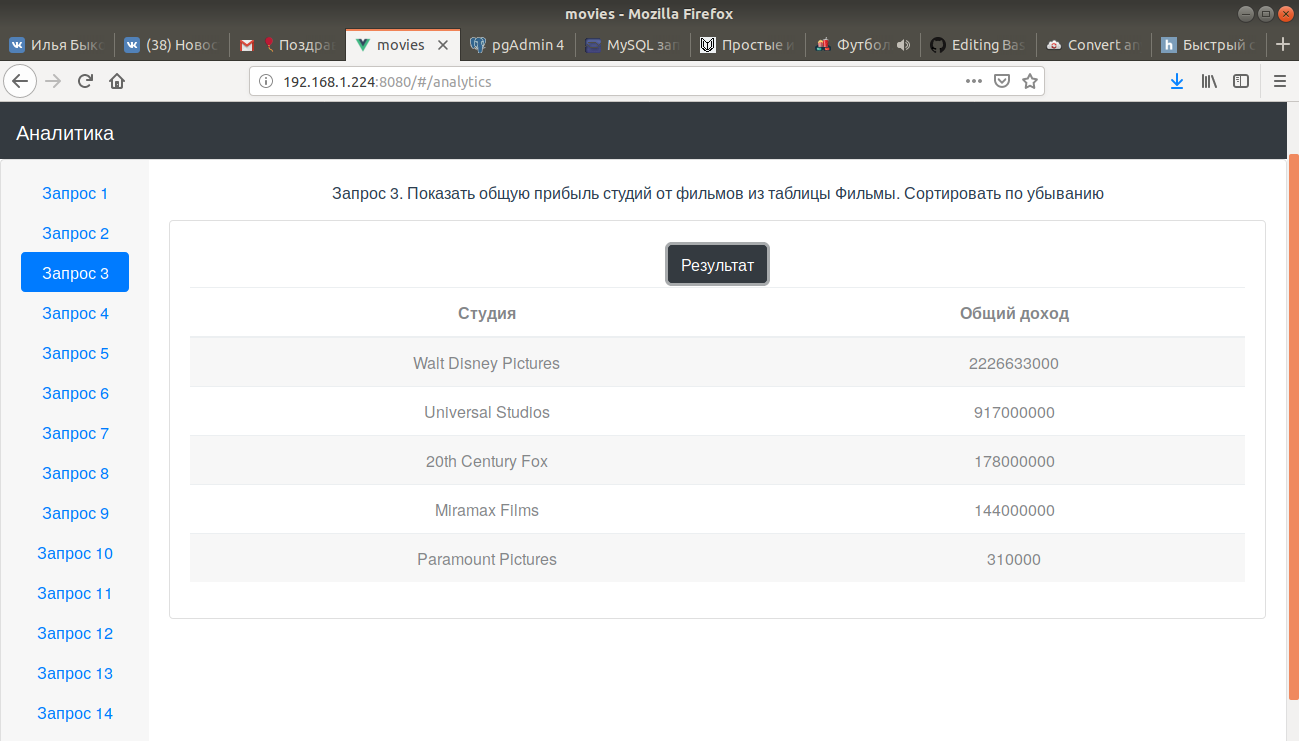 movies - Mozilla Firefox
Илья Быко
(38) Новос
Поздра
movies
pgAdmin 4
MySQL зап
Простые и
Футбол
Editing Bas
Convert an
Быстрый с
192.168.1.224:8080/#/analytics
Аналитика
Запрос 1
Запрос 2
Запрос 3
Запрос 4
Запрос 5
Запрос 6
Запрос 7
Запрос 8
Запрос 9
Запрос 10
Запрос 11
Запрос 12
Запрос 13
Запрос 14
Запрос 3. Показать общую прибыль студий от фильмов из таблицы Фильмы. Сортировать по убыванию
Результат
Студия Общий доход
Walt Disney Pictures 2226633000
Universal Studios 917000000
20th Century Fox 178000000
Miramax Films 144000000
Paramount Pictures 310000